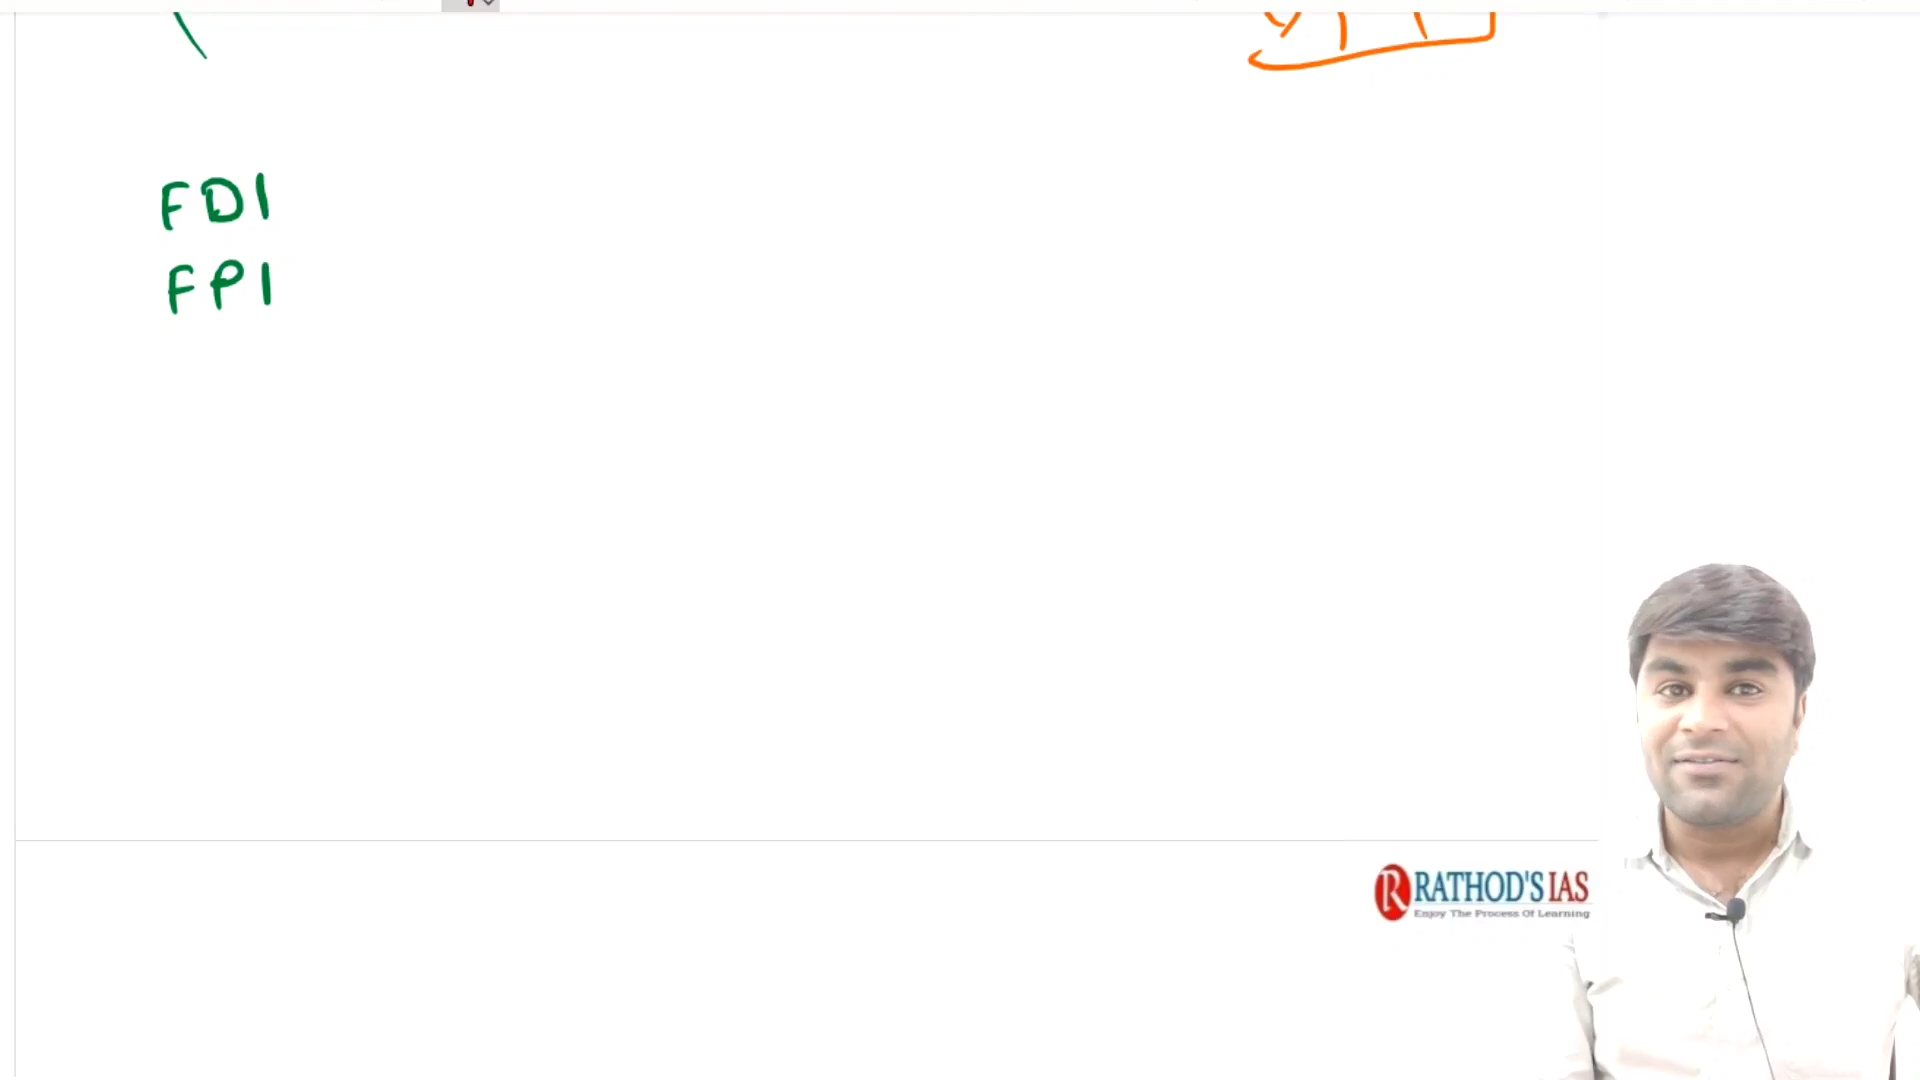 FDI
FPI
R RATHOD'S IAS
Enjoy The Process Of Learning